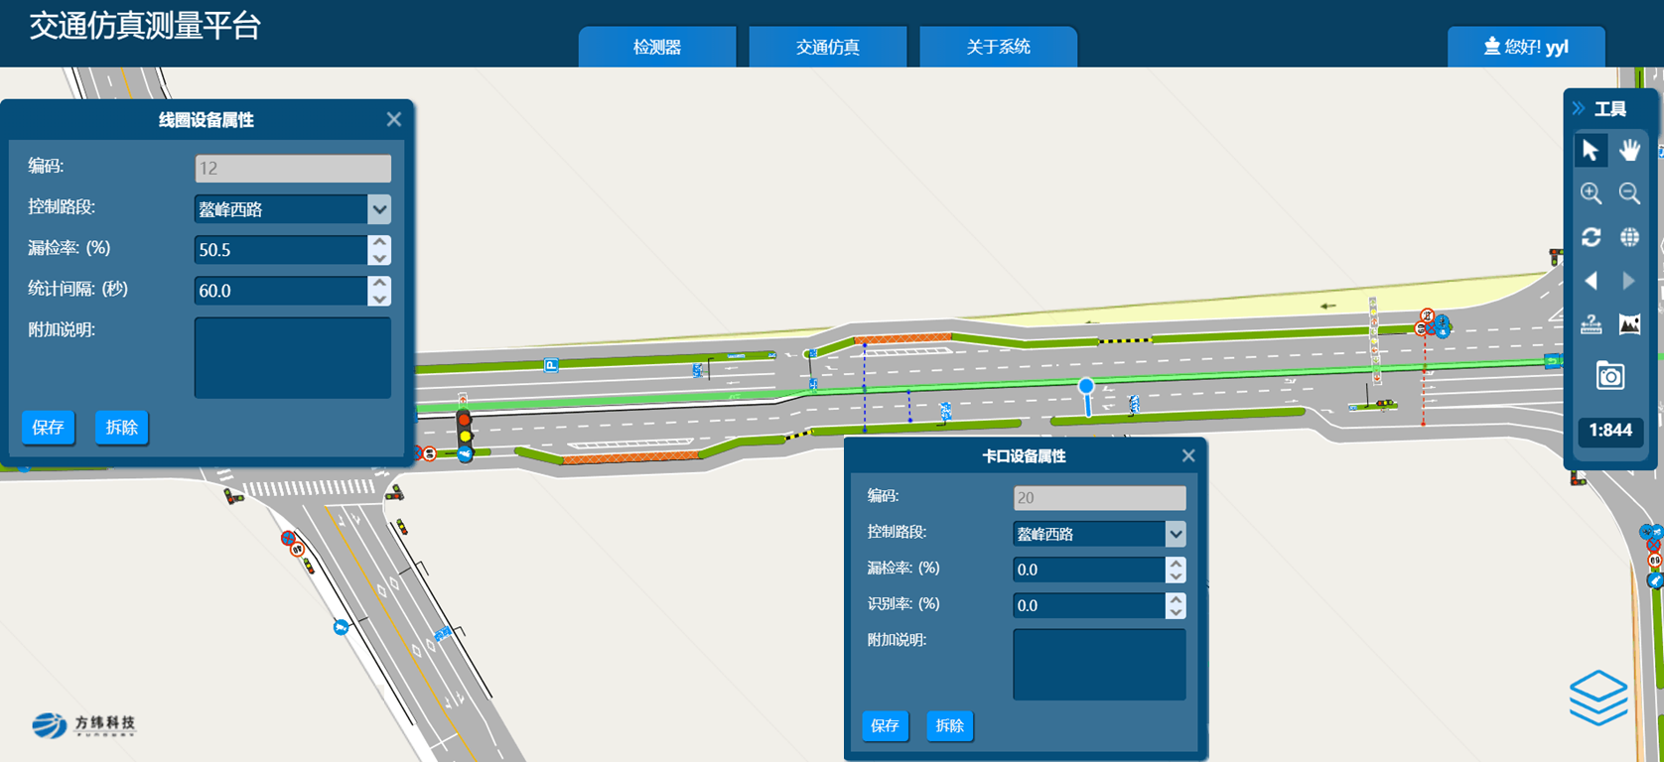 交通仿真测量平台
检测器
交通仿真
关于系统
您好! yyl
线圈设备属性
编码:
12
控制路段:
鳌峰西路
漏检率: (%)
50.5
统计间隔: (秒)
60.0
附加说明:
保存
拆除
工具
1:844
P
卡口设备属性
编码:
20
控制路段:
鳌峰西路
漏检率: (%)
0.0
识别率: (%)
0.0
附加说明:
保存
拆除
方纬科技